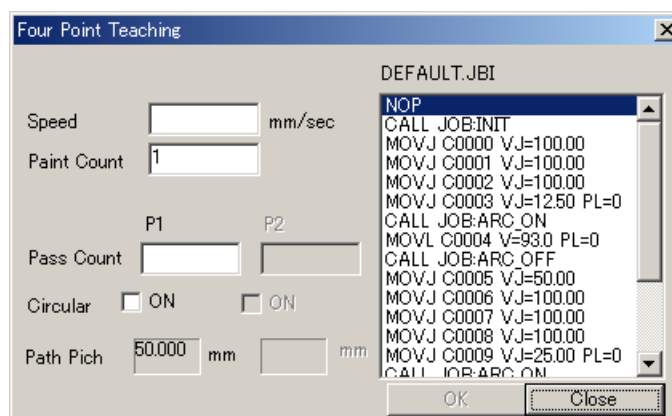 Four Point Teaching
DEFAULT.JBI
Speed mm/sec
Paint Count 1
P1 P2
Pass Count
Circular ON ON
Path Pich 50.000 mm mm
NOP
CALL JOB:INIT
MOVJ C0000 VJ=100.00
MOVJ C0001 VJ=100.00
MOVJ C0002 VJ=100.00
MOVJ C0003 VJ=12.50 PL=0
CALL JOB:ARC_ON
MOVL C0004 V=93.0 PL=0
CALL JOB:ARC_OFF
MOVJ C0005 VJ=50.00
MOVJ C0006 VJ=100.00
MOVJ C0007 VJ=100.00
MOVJ C0008 VJ=100.00
MOVJ C0009 VJ=25.00 PL=0
CALL JOB:ARC_ON
OK Close